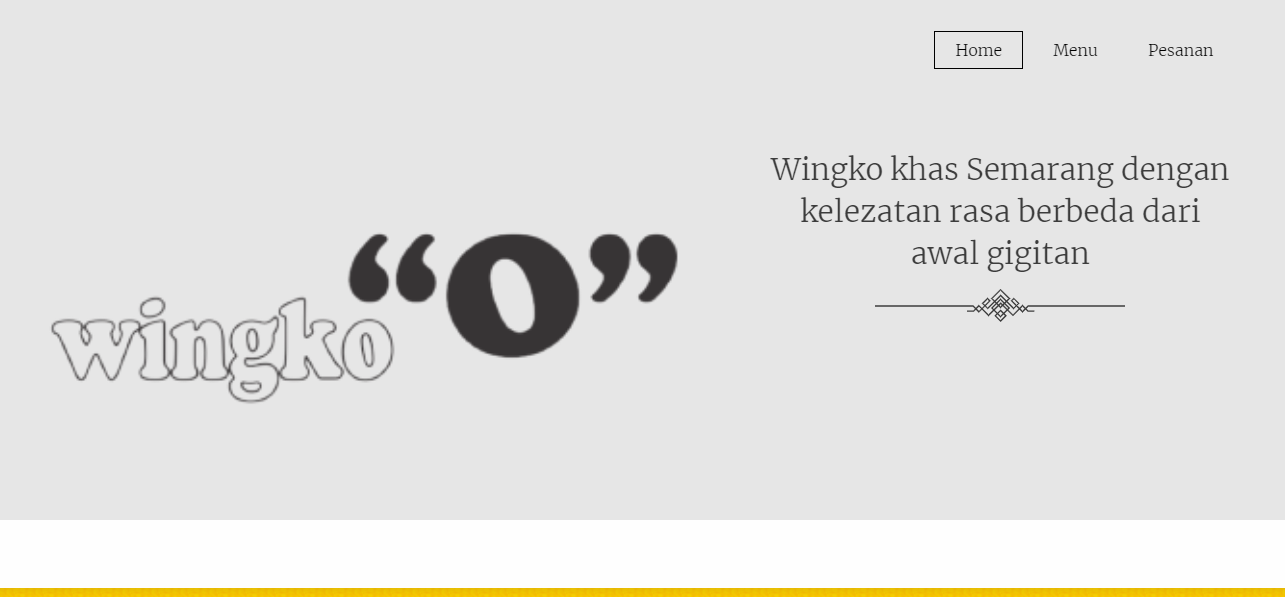 Home Menu Pesanan
Wingko khas Semarang dengan
kelezatan rasa berbeda dari
awal gigitan
wingko “O”